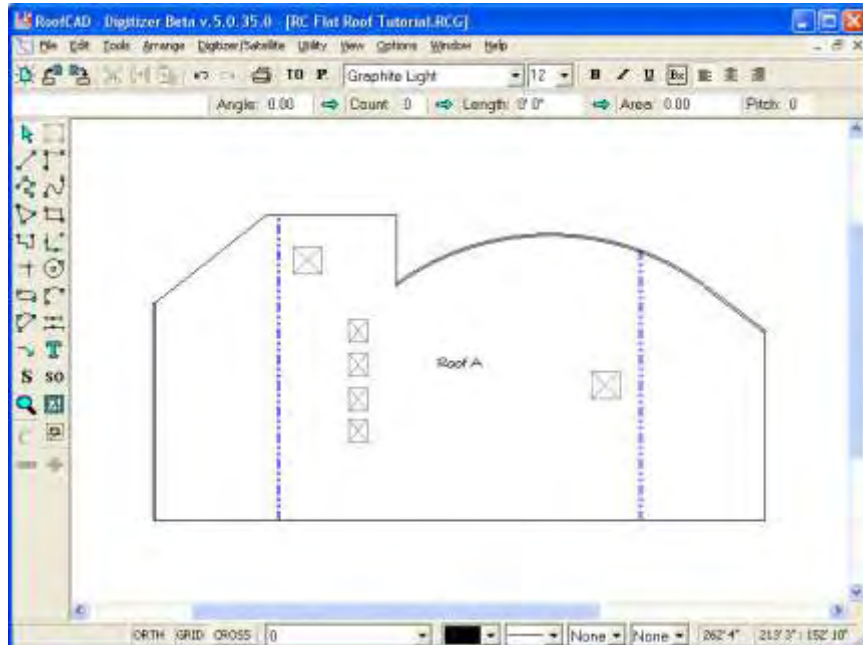 RoofCAD - Digitizer Beta v.5.0.35.0 - [RC Flat Roof Tutorial.RCG]
File Edit Tools Arrange Digitizer/Satellite Utility View Options Window Help
TO P Graphite Light 12 B I U
Angle: 0.00 Count 0 Length: 0' 0" Area: 0.00 Pitch: 0
Roof A
T
S SO
ORTH GRID CROSS 0 None None 262'4" 213'3" : 152'10"